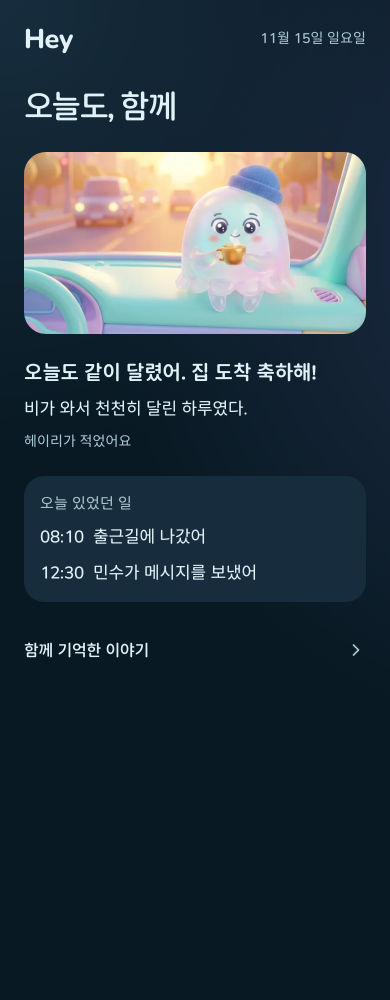 Hey
11월 15일 일요일
오늘도, 함께
오늘도 같이 달렸어. 집 도착 축하해!
비가 와서 천천히 달린 하루였다.
헤이리가 적었어요
오늘 있었던 일
08:10 출근길에 나갔어
12:30 민수가 메시지를 보냈어
함께 기억한 이야기